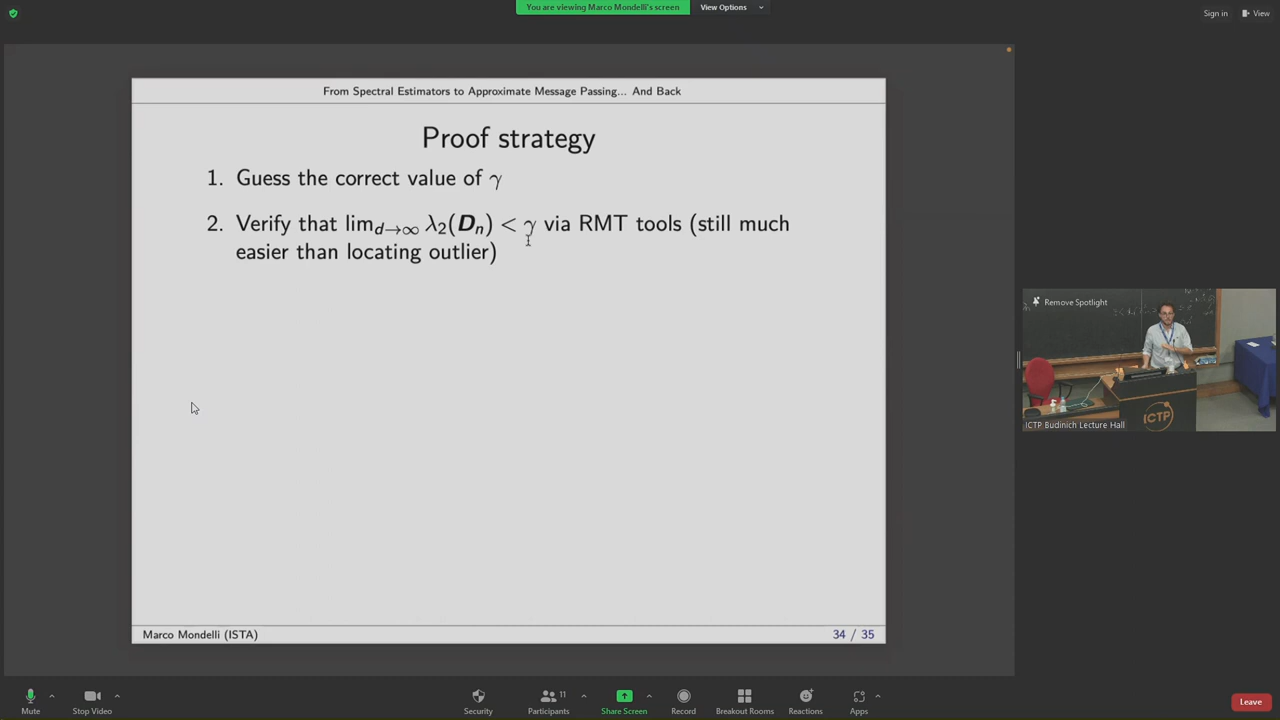 You are viewing Marco Mondelli's screen
View Options
Sign in
View
From Spectral Estimators to Approximate Message Passing... And Back
Proof strategy
1. Guess the correct value of γ
2. Verify that lim_{d→∞} λ₂(Dₙ) < γ via RMT tools (still much
easier than locating outlier)
Remove Spotlight
ICTP
ICTP Budinich Lecture Hall
Marco Mondelli (ISTA)
34 / 35
Mute
Stop Video
Security
Participants
11
Share Screen
Record
Breakout Rooms
Reactions
Apps
Leave